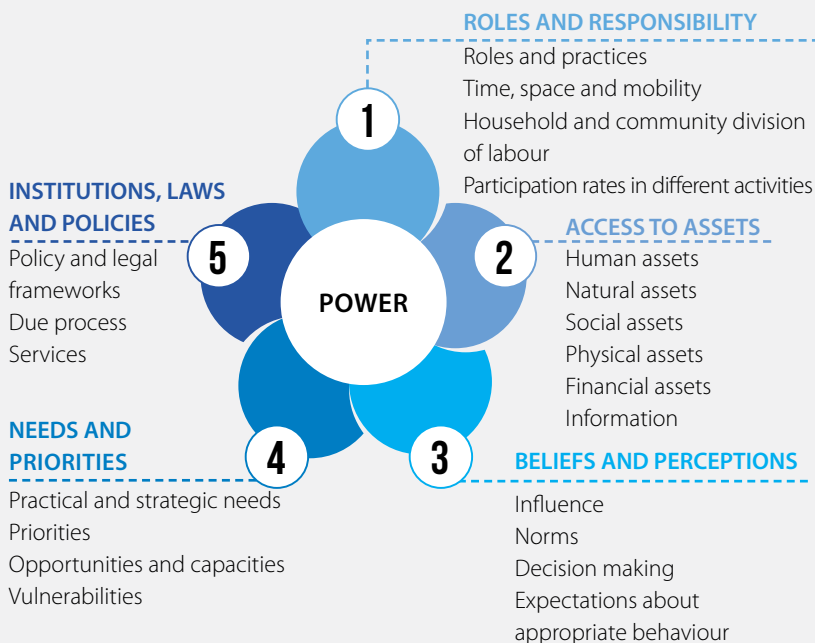 ROLES AND RESPONSIBILITY
Roles and practices
Time, space and mobility
Household and community division
of labour
Participation rates in different activities
1
2
ACCESS TO ASSETS
Human assets
Natural assets
Social assets
Physical assets
Financial assets
Information
3
BELIEFS AND PERCEPTIONS
Influence
Norms
Decision making
Expectations about
appropriate behaviour
4
NEEDS AND
PRIORITIES
Practical and strategic needs
Priorities
Opportunities and capacities
Vulnerabilities
5
INSTITUTIONS, LAWS
AND POLICIES
Policy and legal
frameworks
Due process
Services
POWER